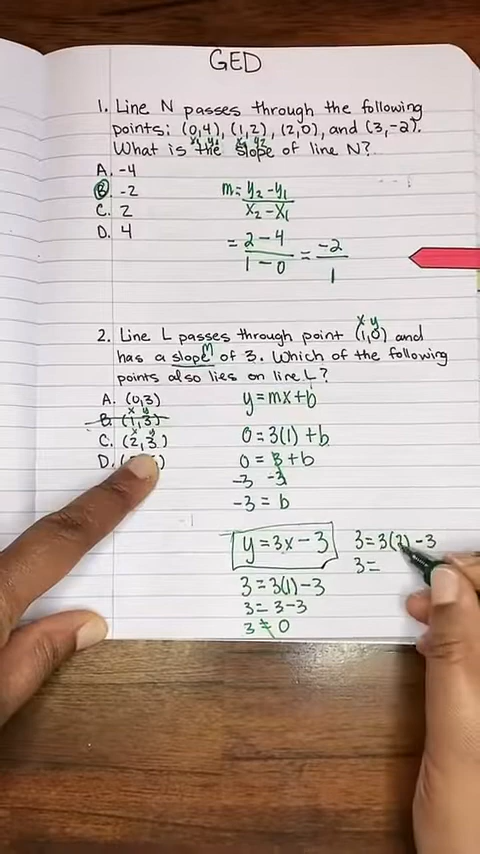 GED
1. Line N passes through the following
points: (0,4), (1,2), (2,0), and (3,-2).
x₁ y₁ x₂ y₂
What is the slope of line N?
A. -4
B. -2
C. 2
D. 4
m = y₂ - y₁
x₂ - x₁
= 2 - 4 = -2
1 - 0 1
x y
2. Line L passes through point (1,0) and
m
has a slope of 3. Which of the following
points also lies on line L?
A. (0,3)
x y
B. (1,3)
x y
C. (2,3)
D.
y = mx + b
0 = 3(1) + b
0 = 3 + b
-3 -3
-3 = b
y = 3x - 3
3 = 3(1) - 3
3 = 3 - 3
3 ≠ 0
3 = 3(2) - 3
3 =